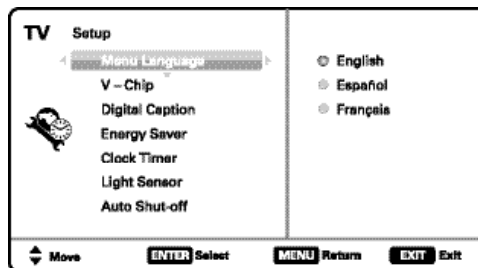 TV Setup
Menu Language
V – Chip
Digital Caption
Energy Saver
Clock Timer
Light Sensor
Auto Shut-off
English
Español
Français
Move ENTER Select MENU Return EXIT Exit